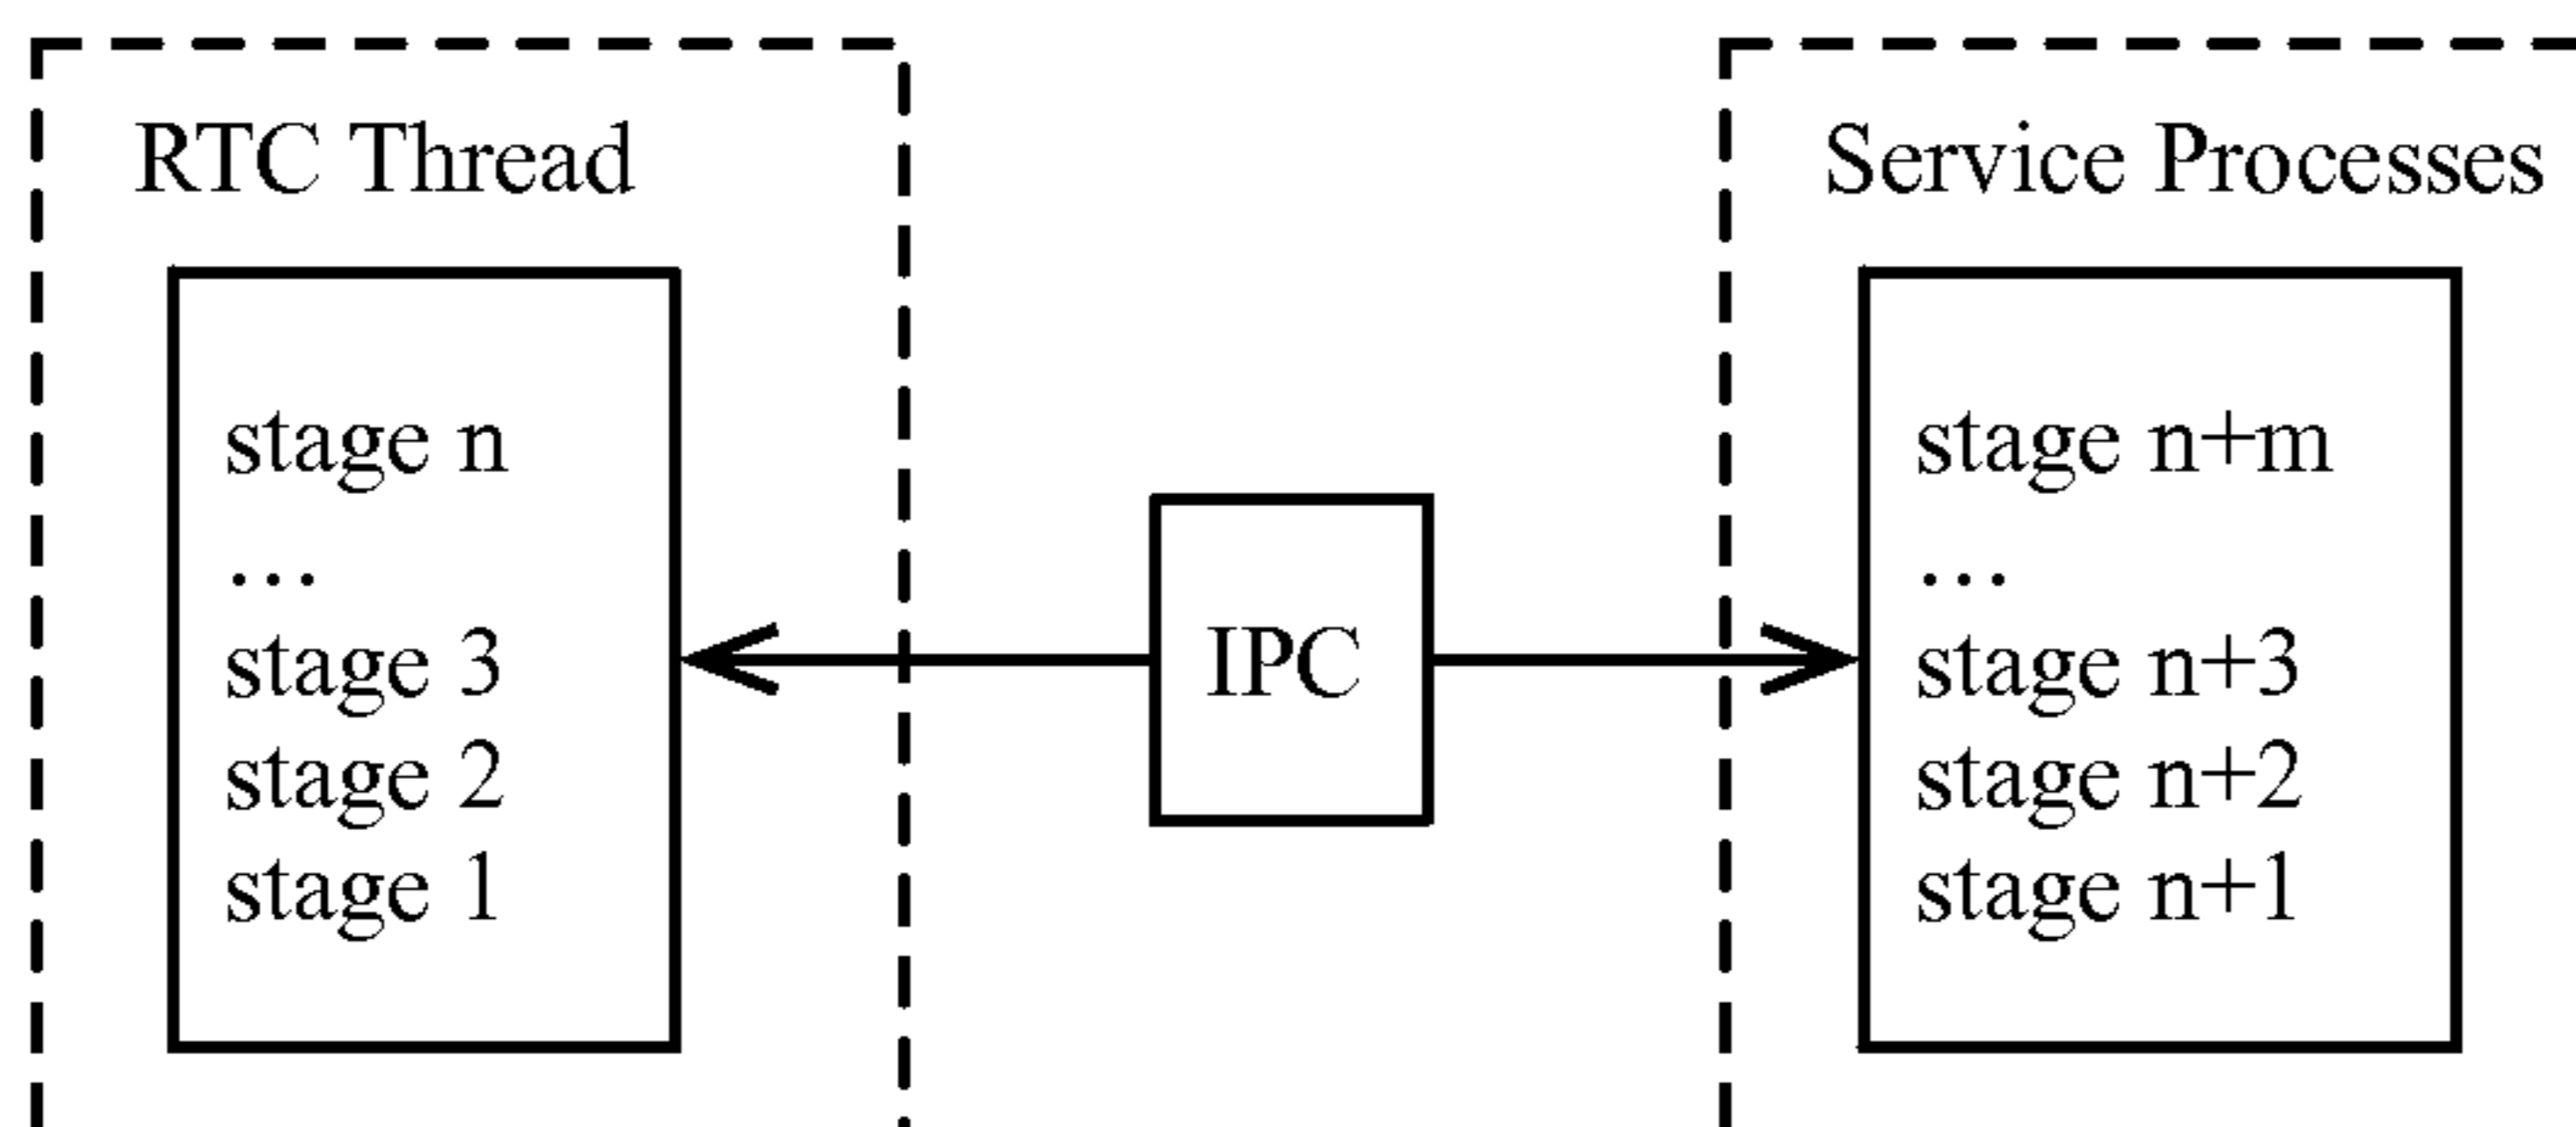 RTC Thread
stage n
...
stage 3
stage 2
stage 1
IPC
Service Processes
stage n+m
...
stage n+3
stage n+2
stage n+1